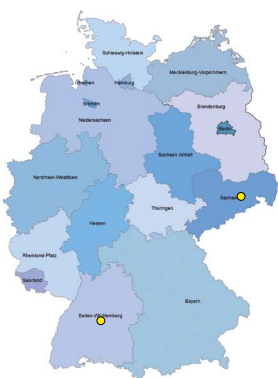 Schleswig-Holstein
Mecklenburg-Vorpommern
Bremen
Hamburg
Bremen
Brandenburg
Niedersachsen
Berlin
Sachsen-Anhalt
Nordrhein-Westfalen
Sachsen
Thüringen
Hessen
Rheinland-Pfalz
Saarland
Bayern
Baden-Württemberg